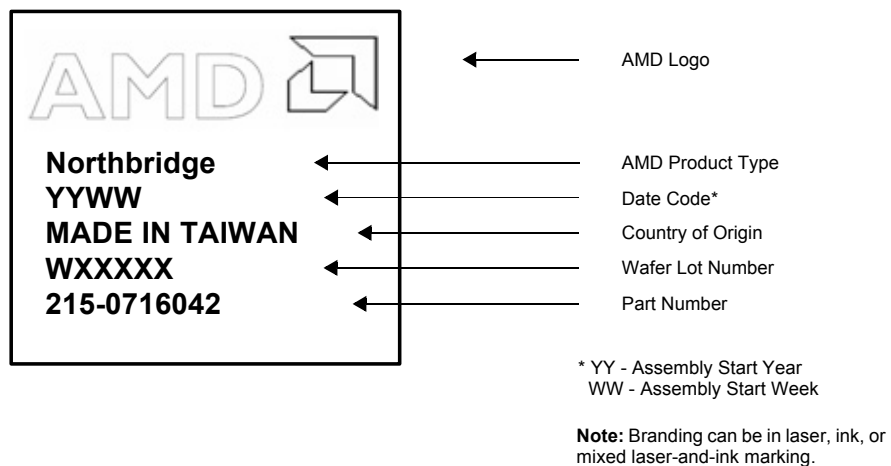 AMD
AMD Logo
Northbridge
AMD Product Type
YYWW
Date Code*
MADE IN TAIWAN
Country of Origin
WXXXXX
Wafer Lot Number
215-0716042
Part Number
* YY - Assembly Start Year
WW - Assembly Start Week
Note: Branding can be in laser, ink, or
mixed laser-and-ink marking.